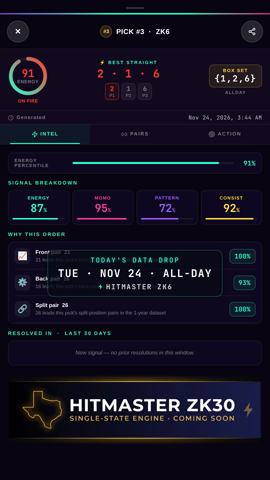 #3 PICK #3 · ZK6
91
ENERGY
ON FIRE
⚡ BEST STRAIGHT
2 · 1 · 6
2 P1
1 P2
6 P3
BOX SET
{1,2,6}
ALLDAY
Generated
Nov 24, 2026, 3:44 AM
INTEL
PAIRS
ACTION
ENERGY PERCENTILE
91%
SIGNAL BREAKDOWN
ENERGY
87%
MOMO
95%
PATTERN
72%
CONSIST
92%
WHY THIS ORDER
Front pair 21
100%
TODAY'S DATA DROP
TUE · NOV 24 · ALL-DAY
⚡ HITMASTER ZK6
Back
93%
Split pair 26
26 leads this pick's split-position pairs in the 1-year dataset
100%
RESOLVED IN · LAST 30 DAYS
New signal — no prior resolutions in this window.
HITMASTER ZK30
SINGLE-STATE ENGINE · COMING SOON